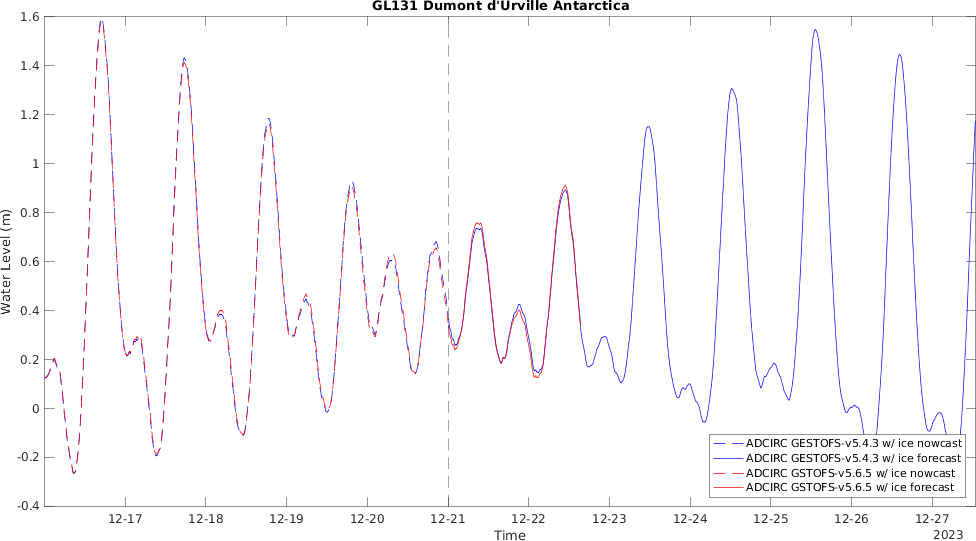 GL131 Dumont d'Urville Antarctica
1.6
1.4
1.2
1
0.8
0.6
0.4
0.2
0
-0.2
-0.4
Water Level (m)
12-17 12-18 12-19 12-20 12-21 12-22 12-23 12-24 12-25 12-26 12-27
2023
Time
ADCIRC GESTOFS-v5.4.3 w/ ice nowcast
ADCIRC GESTOFS-v5.4.3 w/ ice forecast
ADCIRC GSTOFS-v5.6.5 w/ ice nowcast
ADCIRC GSTOFS-v5.6.5 w/ ice forecast